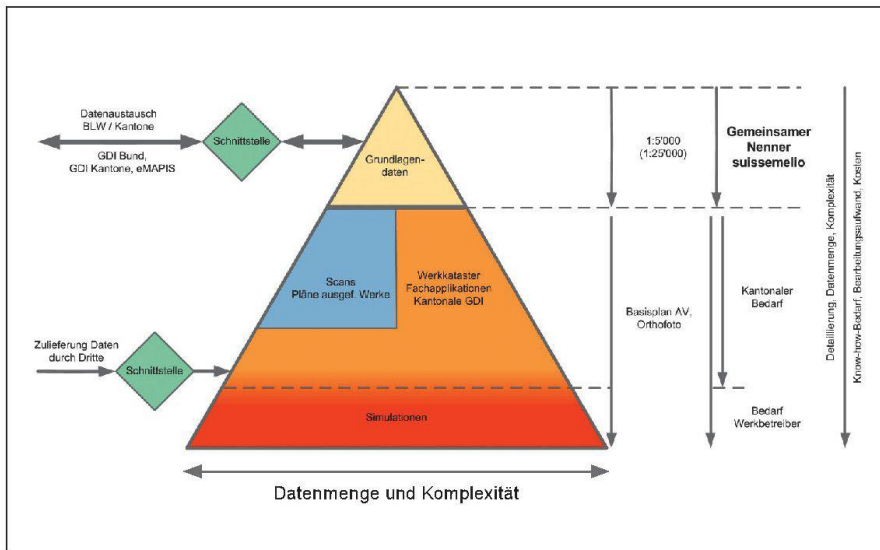 Datenaustausch
BLW / Kantone
GDI Bund,
GDI Kantone, eMAPIS
Schnittstelle
Grundlagen-
daten
1:5'000
(1:25'000)
Gemeinsamer
Nenner
suissemelio
Scans
Pläne ausgef. Werke
Werkkataster
Fachapplikationen
Kantonale GDI
Basisplan AV,
Orthofoto
Kantonaler
Bedarf
Zulieferung Daten
durch Dritte
Schnittstelle
Simulationen
Bedarf
Werkbetreiber
Detaillierung, Datenmenge, Komplexität
Know-how-Bedarf, Bearbeitungsaufwand, Kosten
Datenmenge und Komplexität